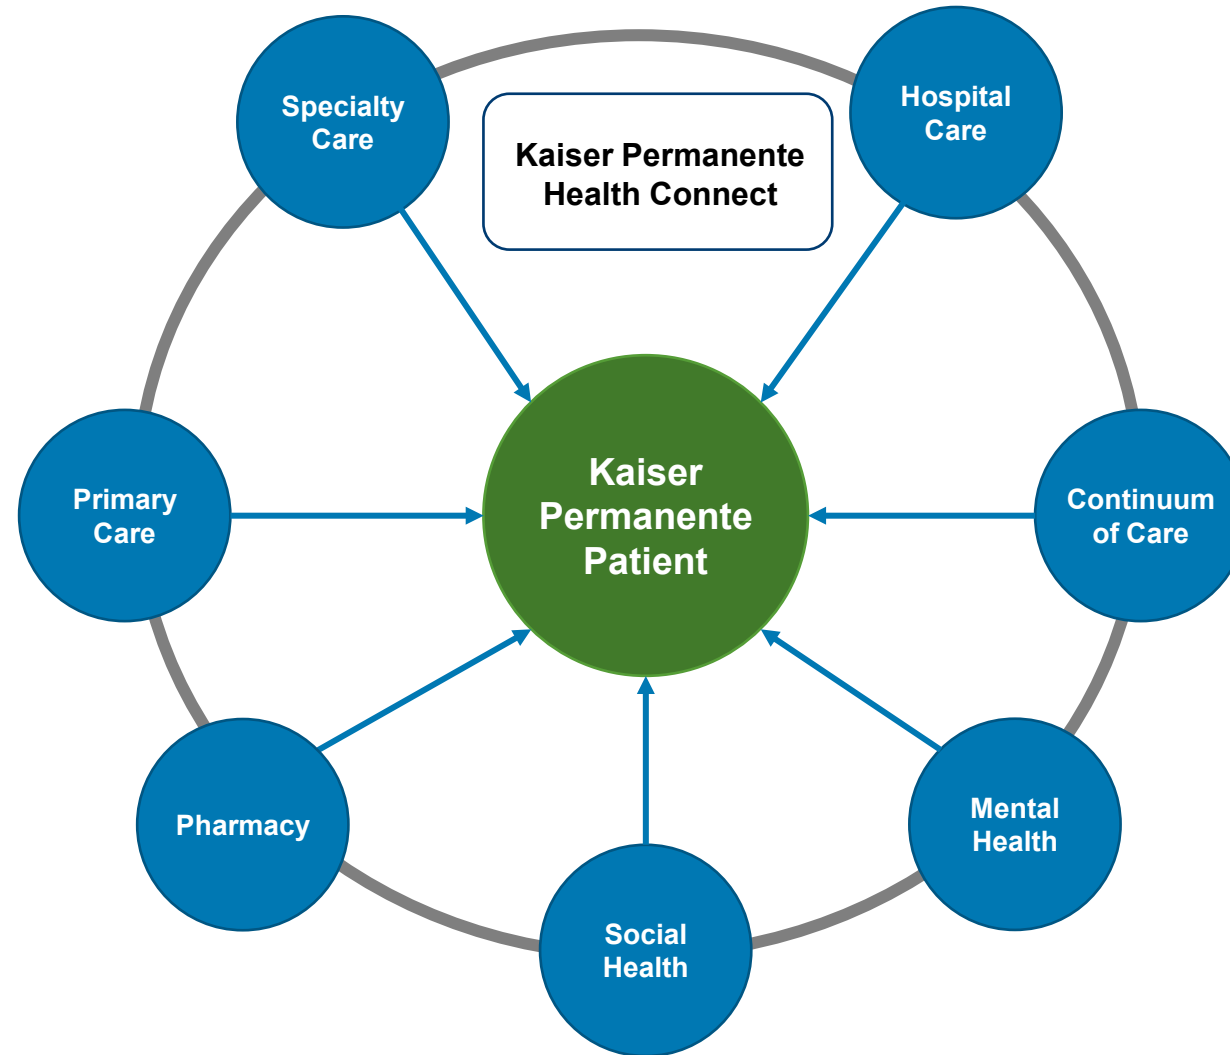 Specialty
Care
Hospital
Care
Kaiser Permanente
Health Connect
Primary
Care
Kaiser
Permanente
Patient
Continuum
of Care
Pharmacy
Mental
Health
Social
Health